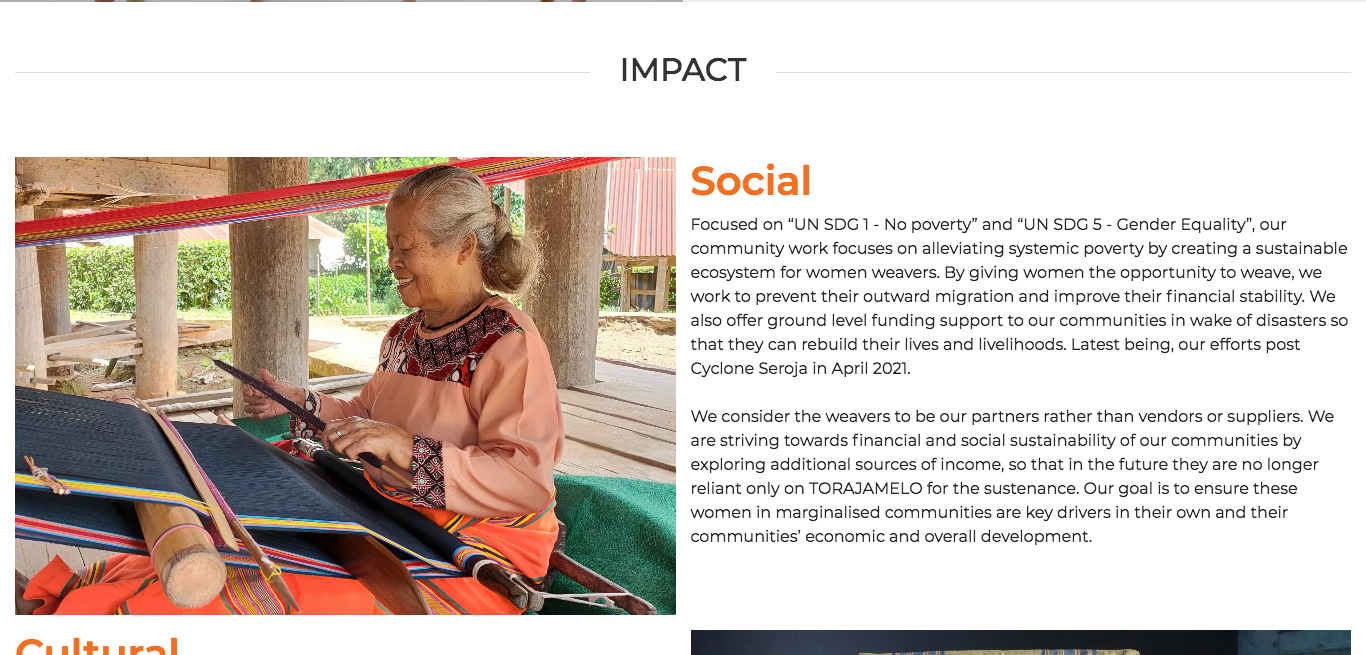 IMPACT
Social
Focused on “UN SDG 1 - No poverty” and “UN SDG 5 - Gender Equality”, our
community work focuses on alleviating systemic poverty by creating a sustainable
ecosystem for women weavers. By giving women the opportunity to weave, we
work to prevent their outward migration and improve their financial stability. We
also offer ground level funding support to our communities in wake of disasters so
that they can rebuild their lives and livelihoods. Latest being, our efforts post
Cyclone Seroja in April 2021.
We consider the weavers to be our partners rather than vendors or suppliers. We
are striving towards financial and social sustainability of our communities by
exploring additional sources of income, so that in the future they are no longer
reliant only on TORAJAMELO for the sustenance. Our goal is to ensure these
women in marginalised communities are key drivers in their own and their
communities’ economic and overall development.
Cultural